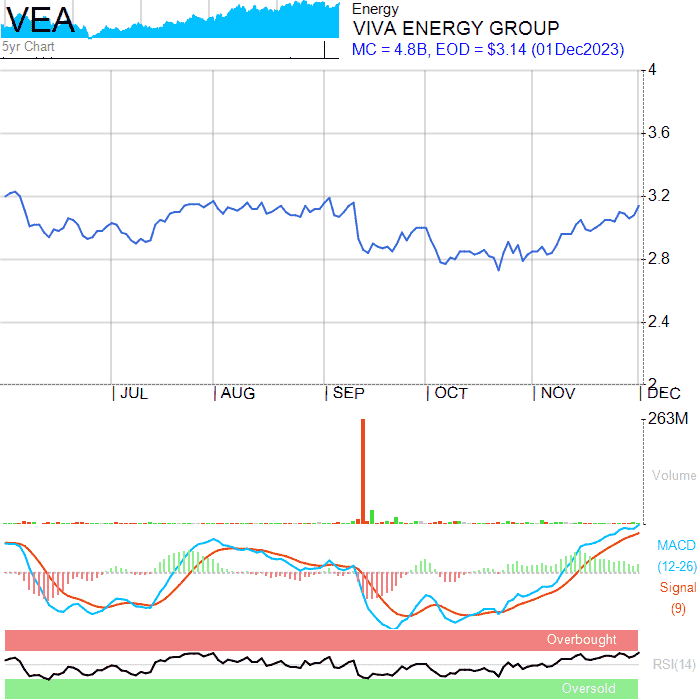 VEA
5yr Chart
Energy
VIVA ENERGY GROUP
MC = 4.8B, EOD = $3.14 (01Dec2023)
4
3.6
3.2
2.8
2.4
2
JUL AUG SEP OCT NOV DEC
263M
Volume
MACD
(12-26)
Signal
(9)
Overbought
RSI(14)
Oversold